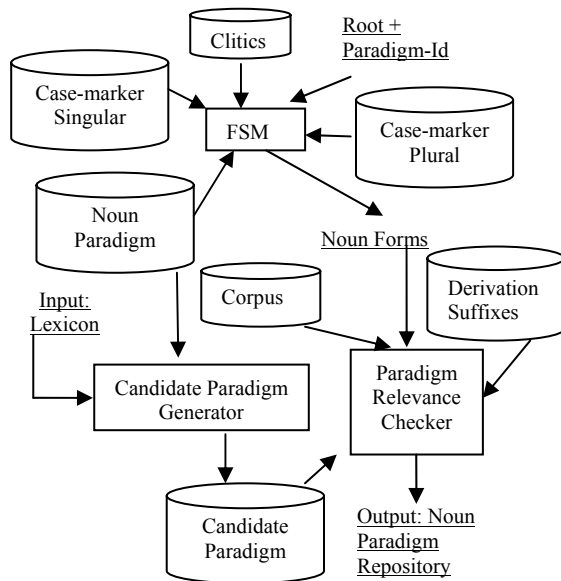 Clitics
Root +
Paradigm-Id
Case-marker
Singular
FSM
Case-marker
Plural
Noun
Paradigm
Noun Forms
Input:
Lexicon
Corpus
Derivation
Suffixes
Candidate Paradigm
Generator
Paradigm
Relevance
Checker
Candidate
Paradigm
Output: Noun
Paradigm
Repository